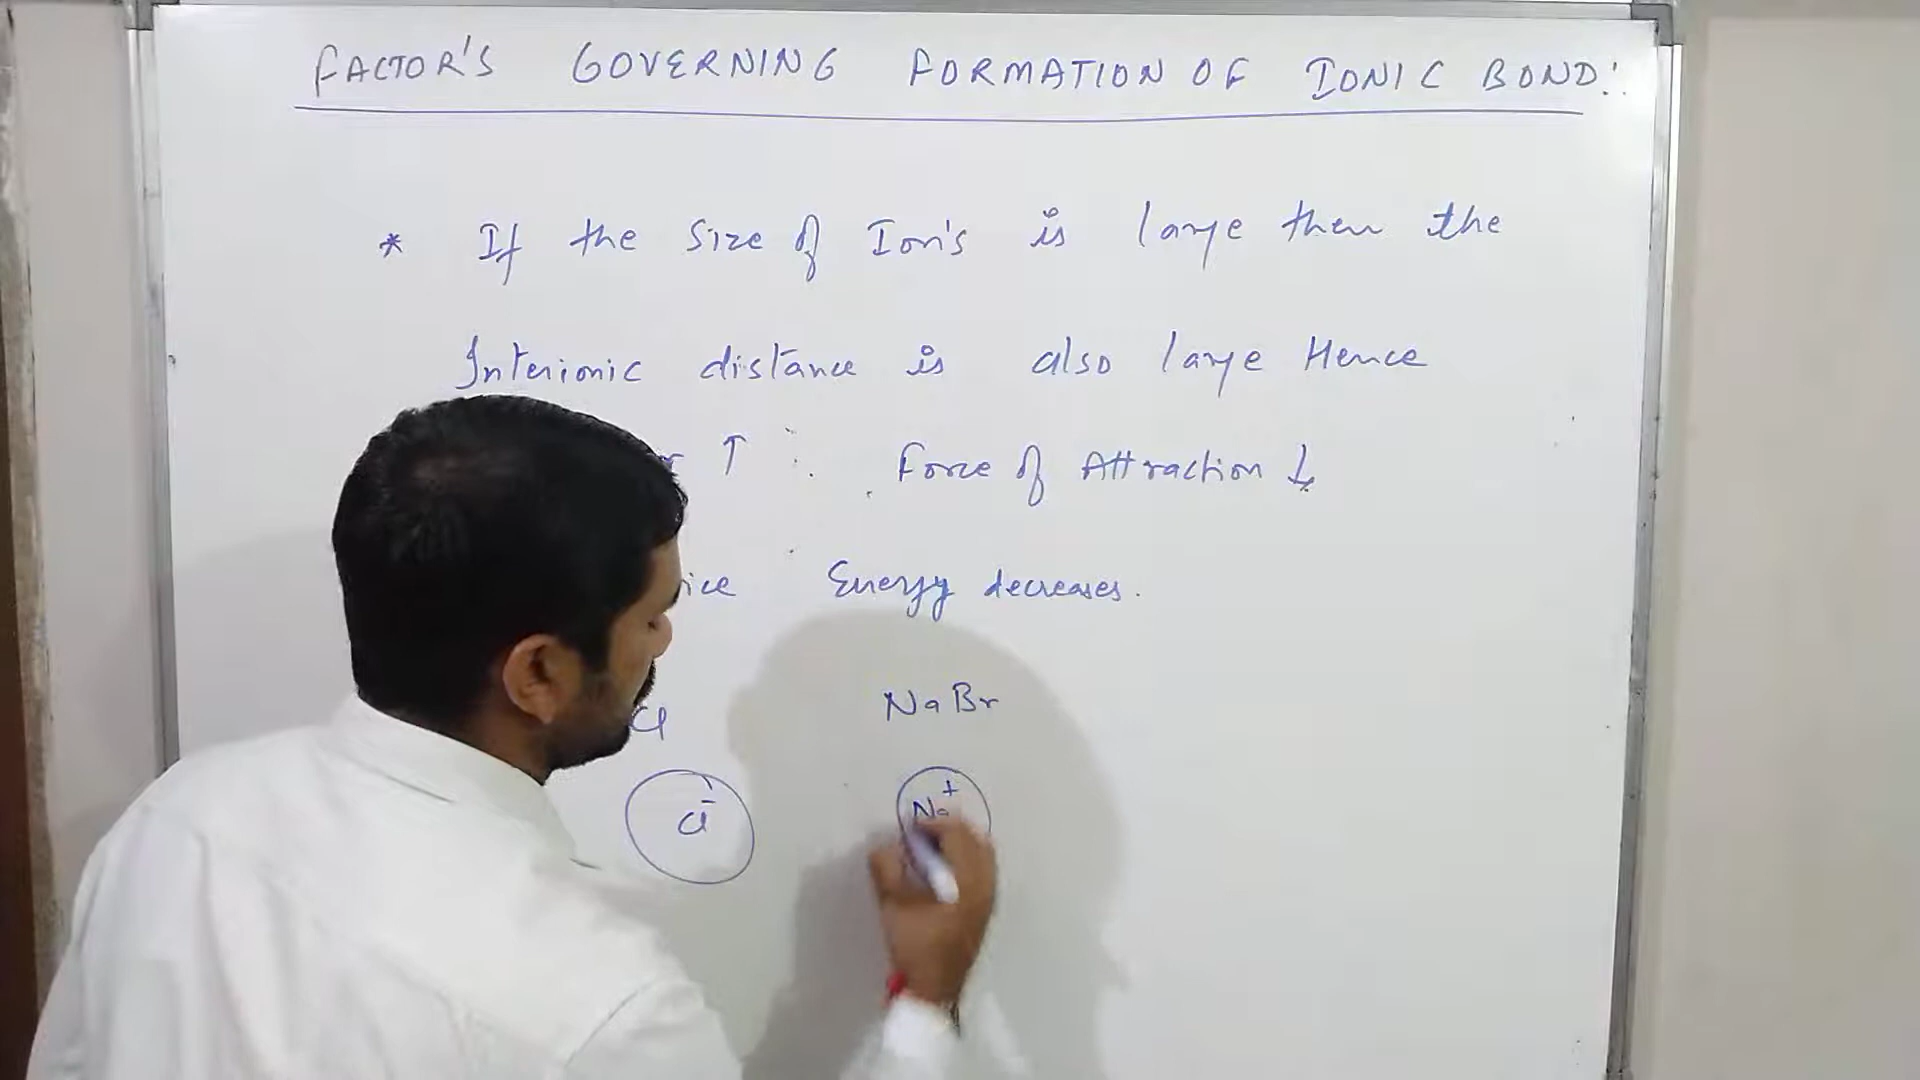 FACTOR'S GOVERNING FORMATION OF IONIC BOND:
* If the Size of Ion's is large then the
Interionic distance is also large Hence
↑ ∴ Force of Attraction ↓
Energy decreases.
Cl NaBr
Cl⁻ Na⁺